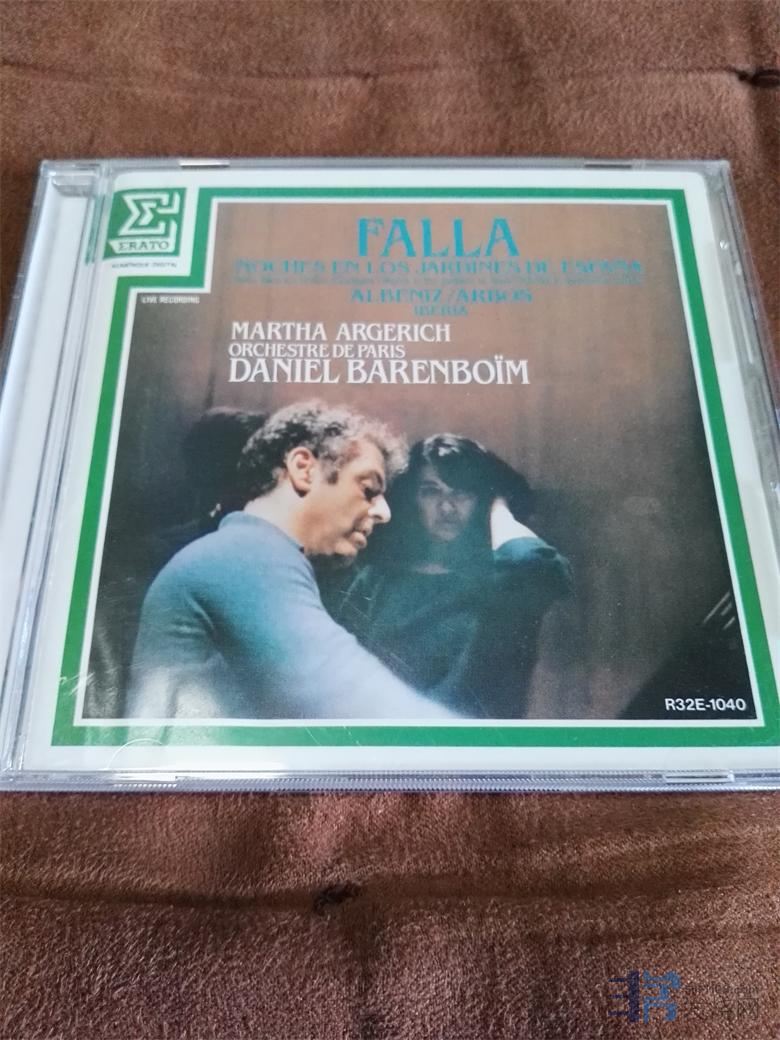 ERATO
LIVE RECORDING
FALLA
NOCHES EN LOS JARDINES DE ESPAÑA
ALBENIZ/ARBOS
IBERIA
MARTHA ARGERICH
ORCHESTRE DE PARIS
DANIEL BARENBOÏM
R32E-1040